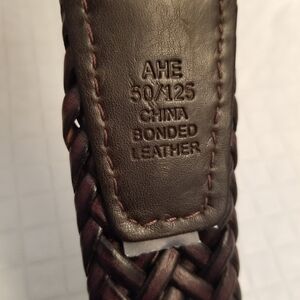 AHE
50/125
CHINA
BONDED
LEATHER